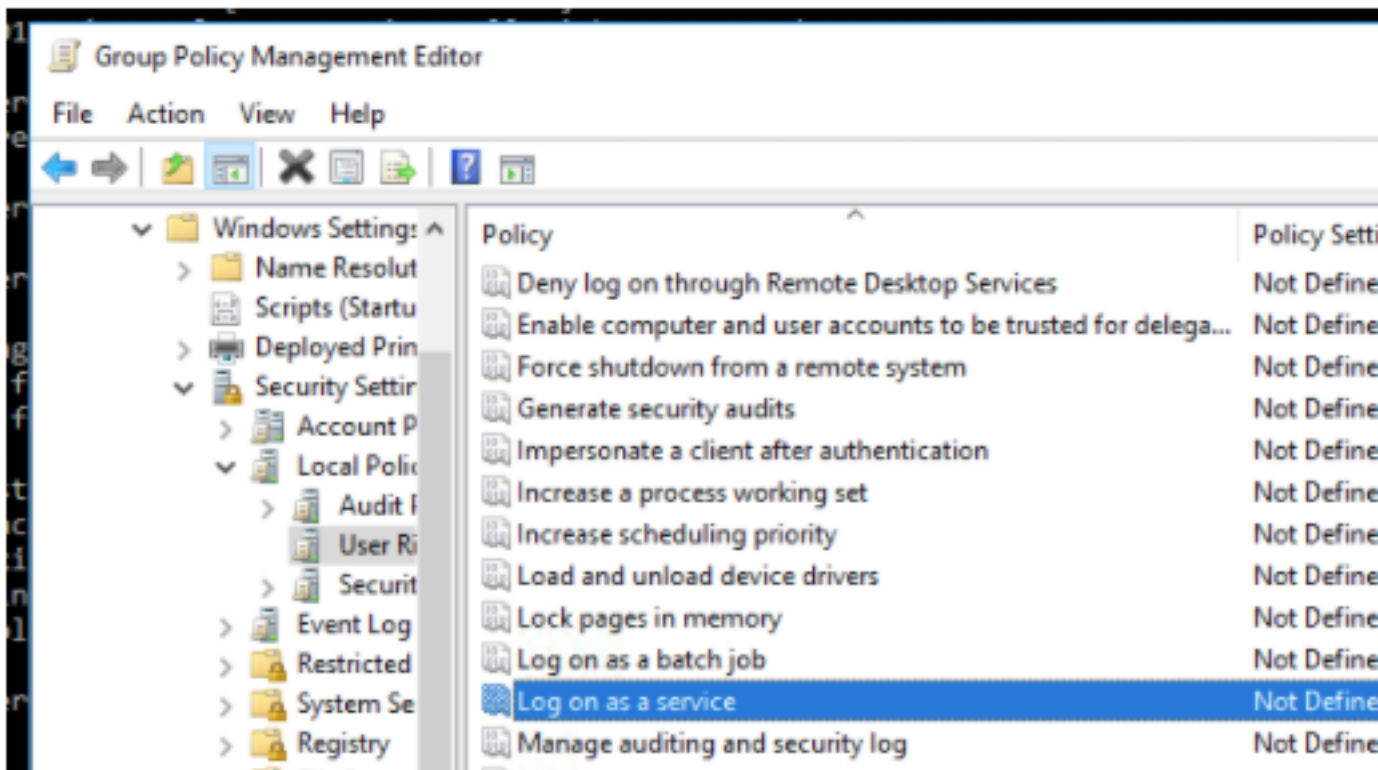 Group Policy Management Editor
File Action View Help
Windows Settings
Name Resolut
Scripts (Startu
Deployed Prin
Security Settin
Account P
Local Polic
Audit P
User Ri
Securit
Event Log
Restricted
System Se
Registry
Policy Policy Setti
Deny log on through Remote Desktop Services Not Define
Enable computer and user accounts to be trusted for delega... Not Define
Force shutdown from a remote system Not Define
Generate security audits Not Define
Impersonate a client after authentication Not Define
Increase a process working set Not Define
Increase scheduling priority Not Define
Load and unload device drivers Not Define
Lock pages in memory Not Define
Log on as a batch job Not Define
Log on as a service Not Define
Manage auditing and security log Not Define